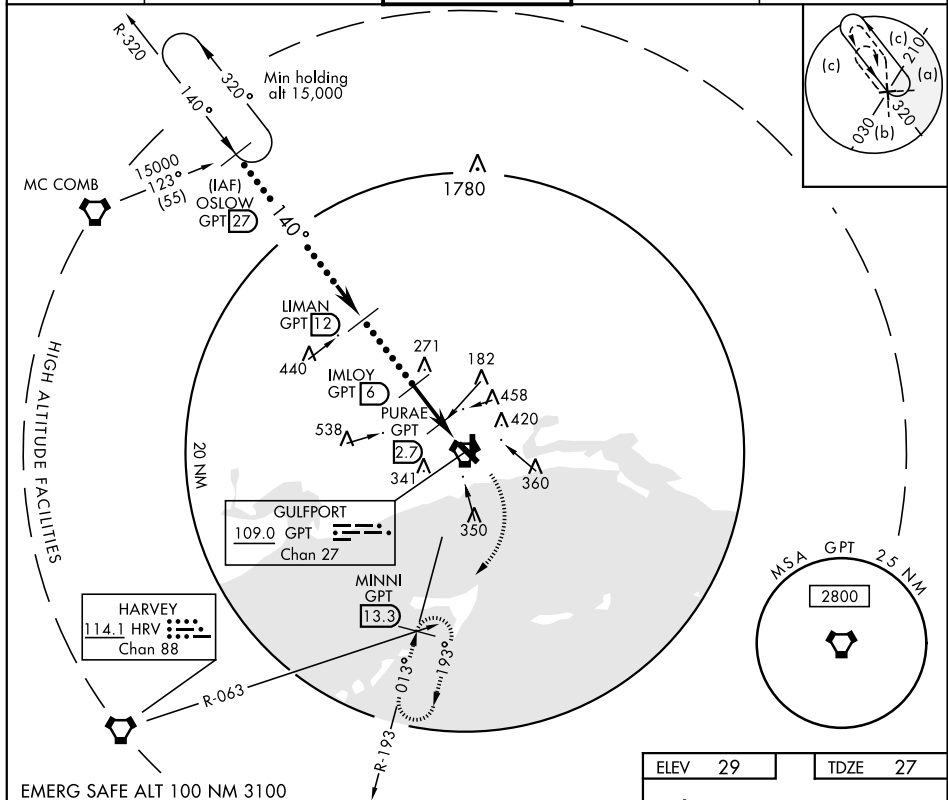 R-320
140°
320°
Min holding
alt 15,000
(c)
(c)
210
(a)
320
(b)
030
MC COMB
15000
123°
(55)
(IAF)
OSLOW
GPT 27
140°
1780
LIMAN
GPT 12
440
271
182
IMLOY
GPT 6
458
PURAE
GPT
2.7
420
538
341
360
350
HIGH ALTITUDE FACILITIES
20 NM
GULFPORT
109.0 GPT
Chan 27
MINNI
GPT
13.3
HARVEY
114.1 HRV
Chan 88
R-063
013°
193°
R-193
MSA GPT 25 NM
2800
EMERG SAFE ALT 100 NM 3100
ELEV 29
TDZE 27